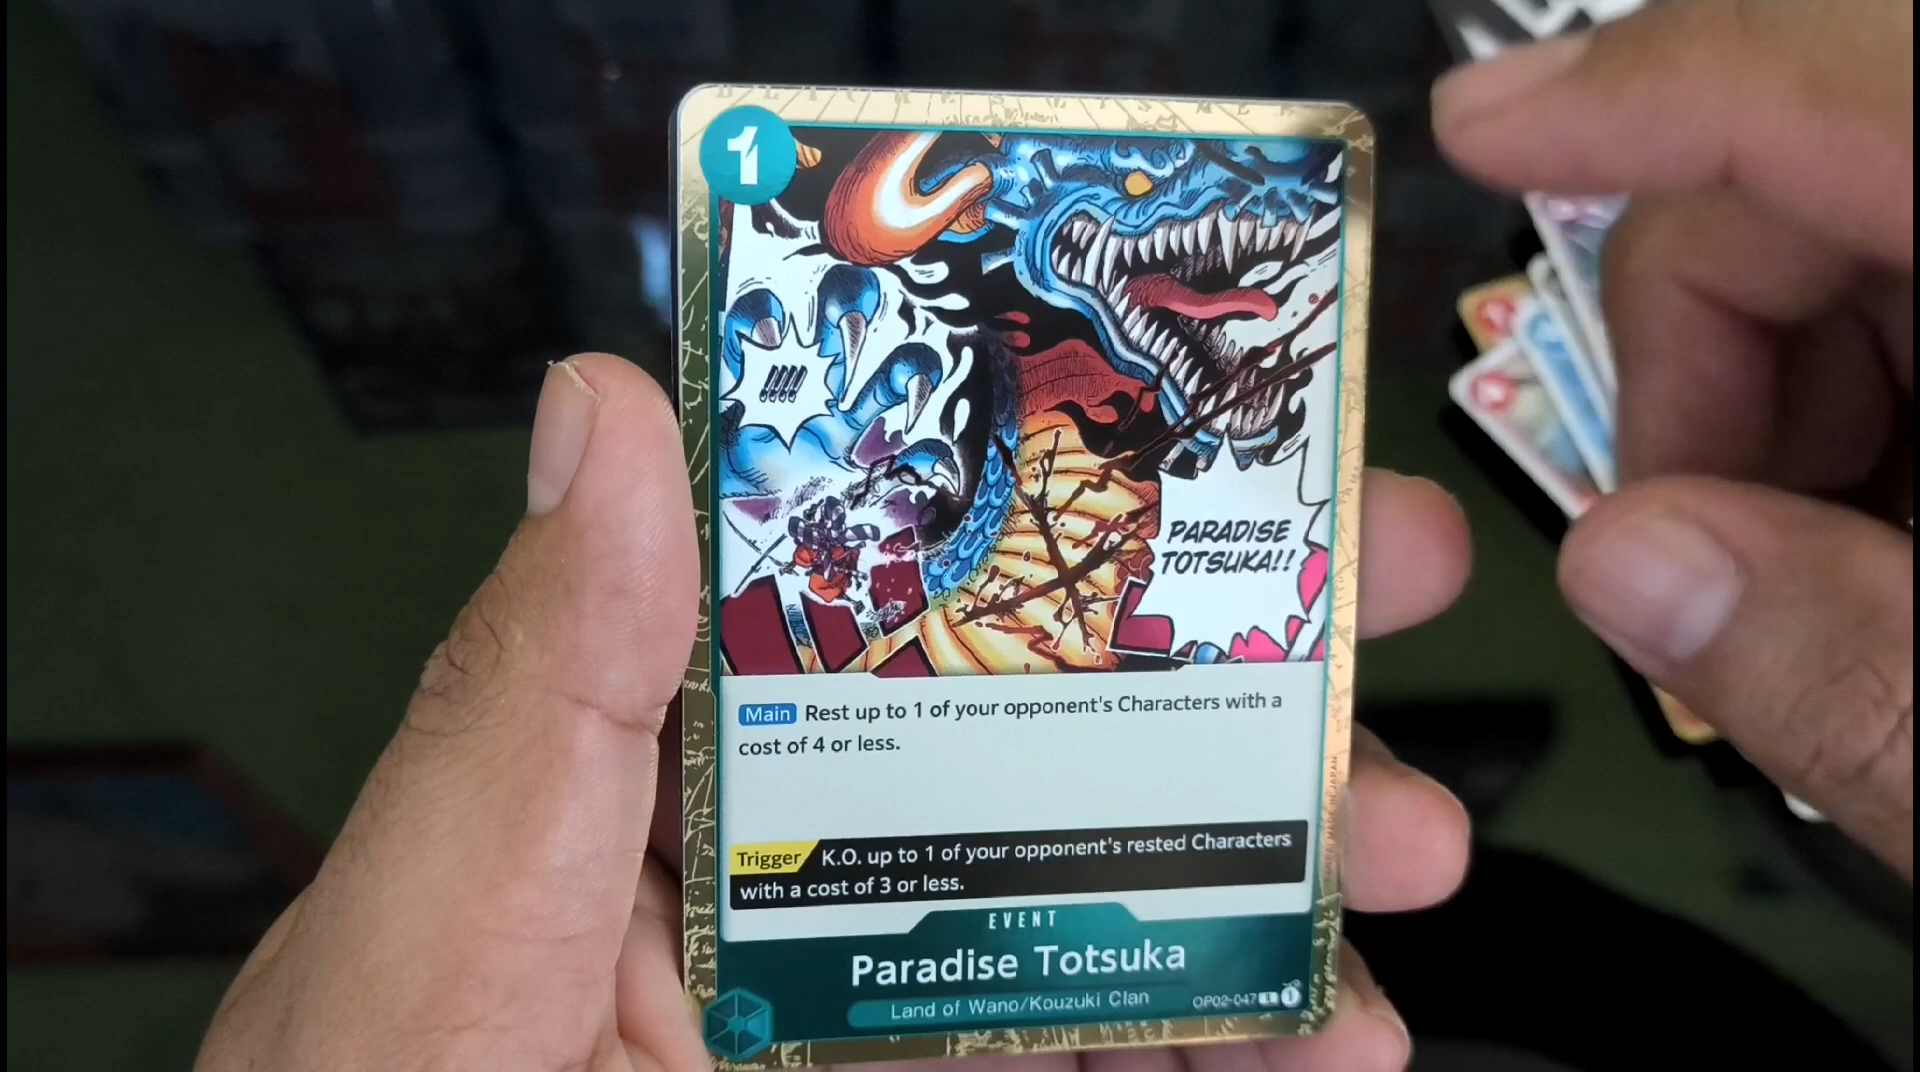 1
!!!!
PARADISE
TOTSUKA!!
Main Rest up to 1 of your opponent's Characters with a
cost of 4 or less.
Trigger K.O. up to 1 of your opponent's rested Characters
with a cost of 3 or less.
EVENT
Paradise Totsuka
Land of Wano/Kouzuki Clan
OP02-047 R 1